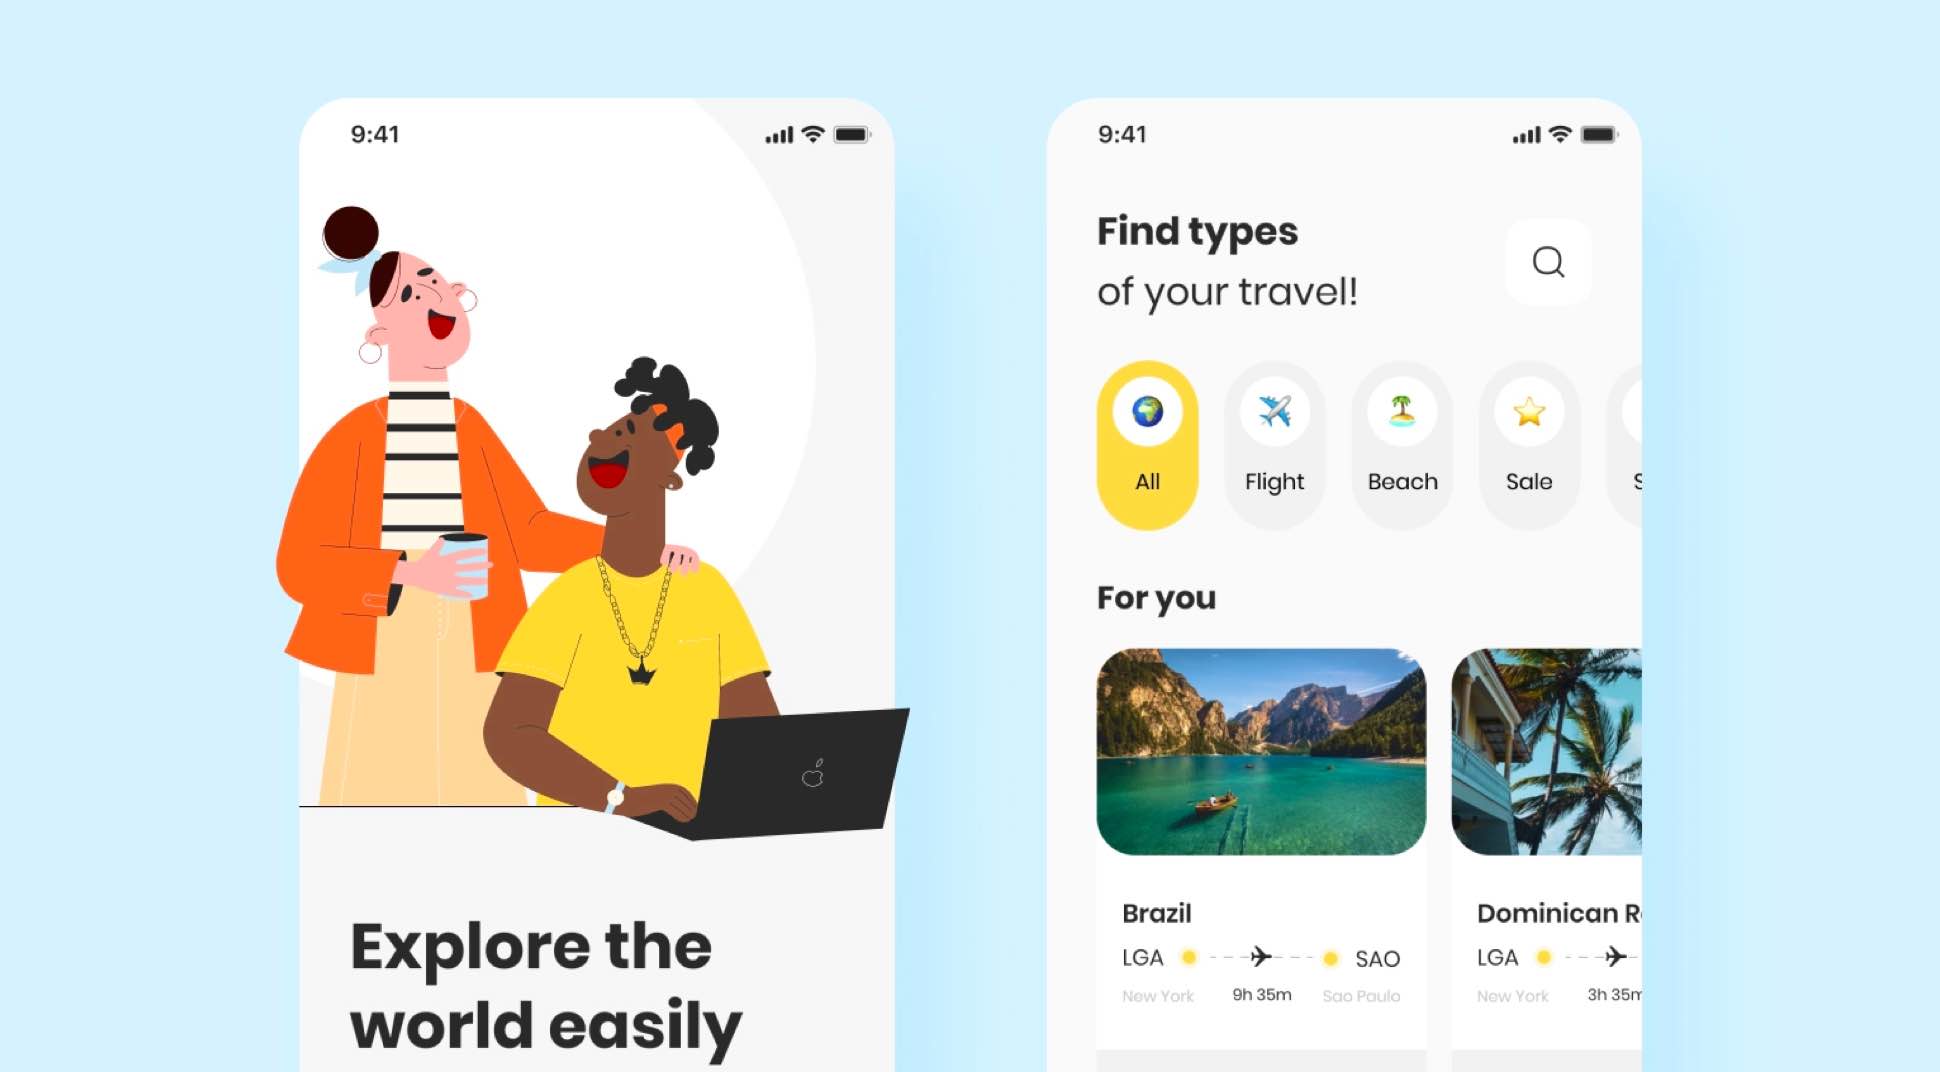 9:41
Explore the
world easily
9:41
Find types
of your travel!
All
Flight
Beach
Sale
For you
Brazil
LGA SAO
New York 9h 35m Sao Paulo
Dominican
LGA
New York 3h